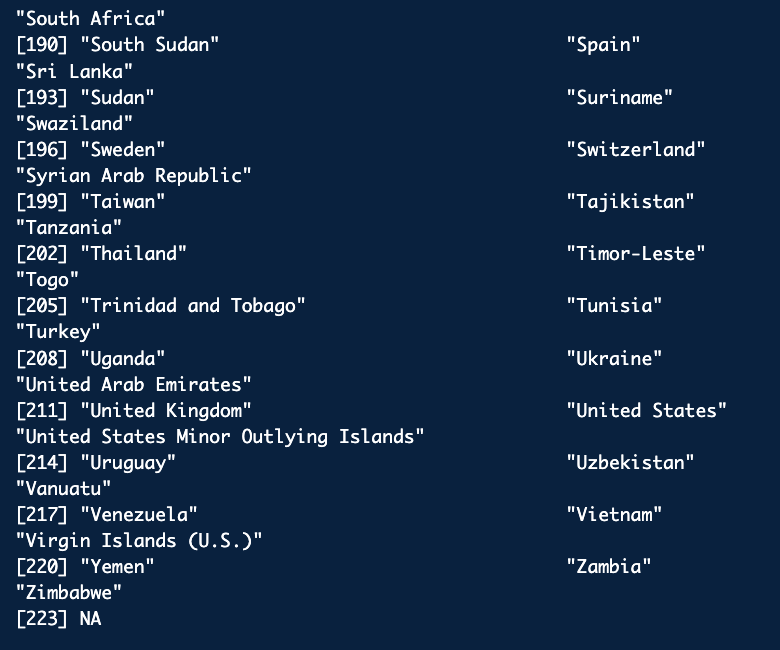 "South Africa"
[190] "South Sudan" "Spain"
"Sri Lanka"
[193] "Sudan" "Suriname"
"Swaziland"
[196] "Sweden" "Switzerland"
"Syrian Arab Republic"
[199] "Taiwan" "Tajikistan"
"Tanzania"
[202] "Thailand" "Timor-Leste"
"Togo"
[205] "Trinidad and Tobago" "Tunisia"
"Turkey"
[208] "Uganda" "Ukraine"
"United Arab Emirates"
[211] "United Kingdom" "United States"
"United States Minor Outlying Islands"
[214] "Uruguay" "Uzbekistan"
"Vanuatu"
[217] "Venezuela" "Vietnam"
"Virgin Islands (U.S.)"
[220] "Yemen" "Zambia"
"Zimbabwe"
[223] NA